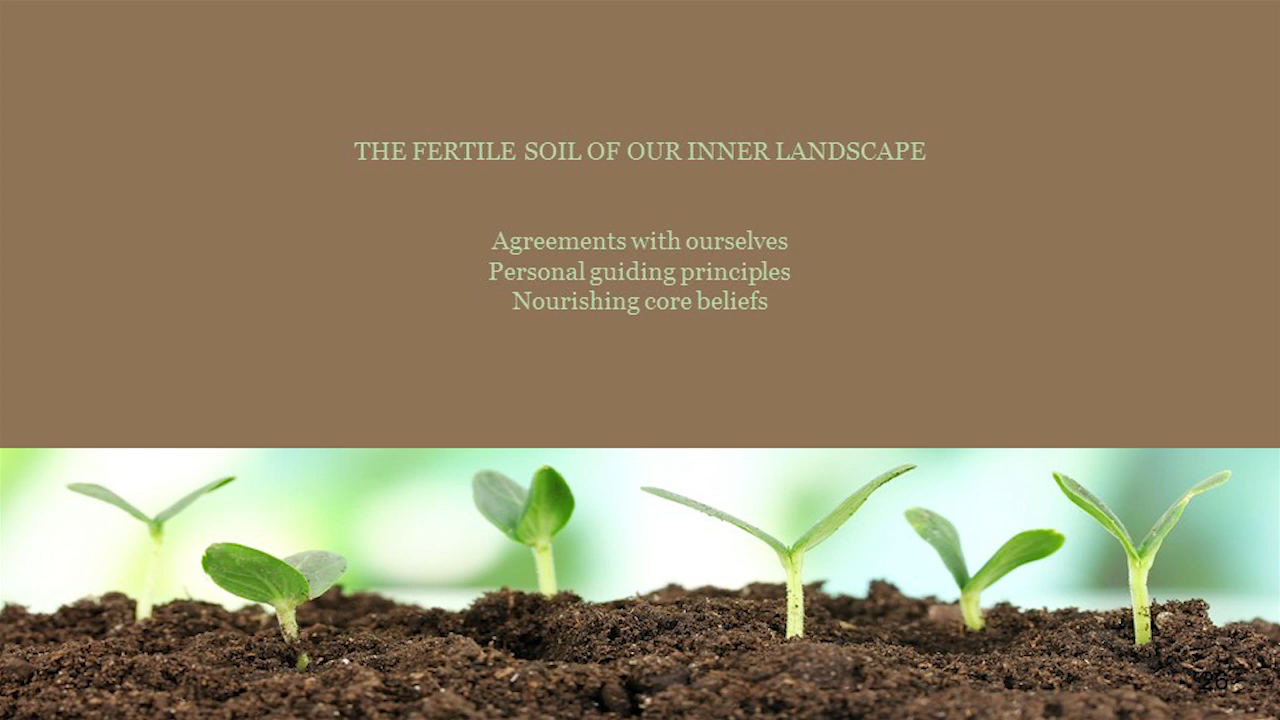 THE FERTILE SOIL OF OUR INNER LANDSCAPE
Agreements with ourselves
Personal guiding principles
Nourishing core beliefs